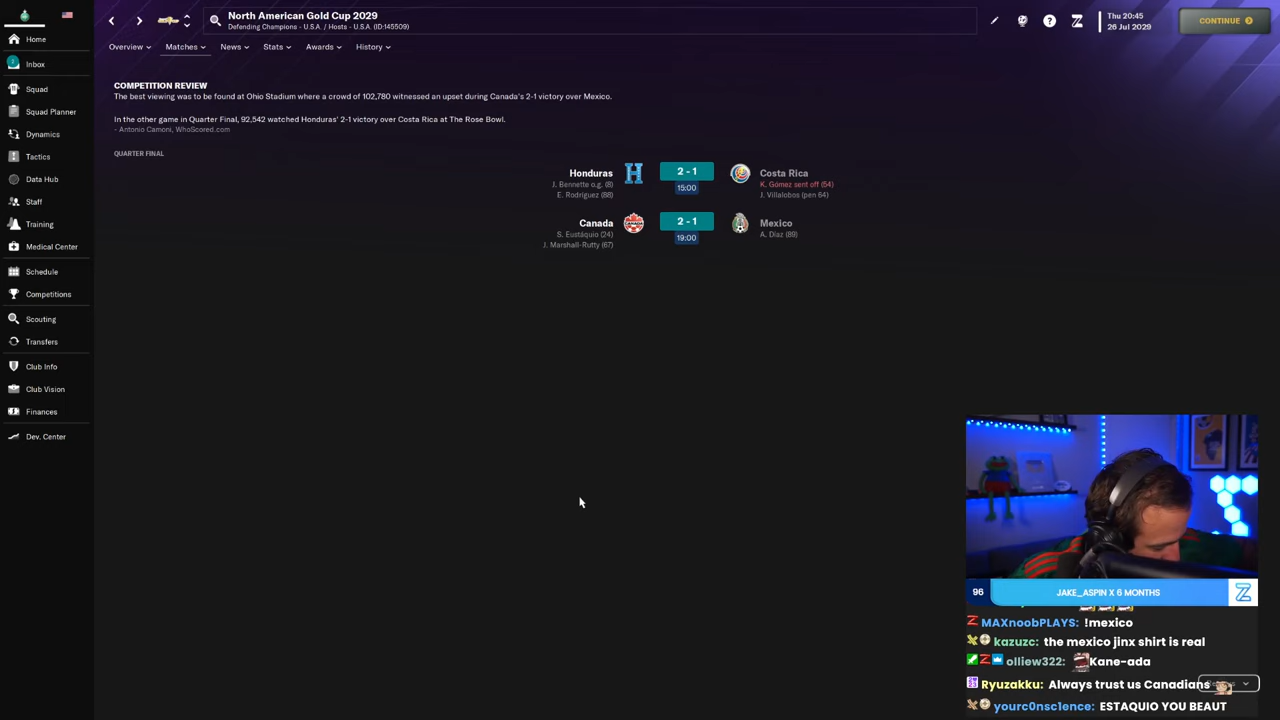 North American Gold Cup 2029
Defending Champions - U.S.A. / Hosts - U.S.A. (ID:145509)
Thu 20:45
26 Jul 2029
CONTINUE
Home
Inbox
Squad
Squad Planner
Dynamics
Tactics
Data Hub
Staff
Training
Medical Center
Schedule
Competitions
Scouting
Transfers
Club Info
Club Vision
Finances
Dev. Center
Overview
Matches
News
Stats
Awards
History
COMPETITION REVIEW
The best viewing was to be found at Ohio Stadium where a crowd of 102,780 witnessed an upset during Canada's 2-1 victory over Mexico.
In the other game in Quarter Final, 92,542 watched Honduras' 2-1 victory over Costa Rica at The Rose Bowl.
- Antonio Camoni, WhoScored.com
QUARTER FINAL
Honduras 2 - 1 Costa Rica
J. Bennette o.g. (8) 15:00 K. Gómez sent off (54)
E. Rodríguez (88) J. Villalobos (pen 64)
Canada 2 - 1 Mexico
S. Eustáquio (24) 19:00 A. Díaz (89)
J. Marshall-Rutty (67)
96 JAKE_ASPIN X 6 MONTHS
MAXnoobPLAYS: !mexico
kazuzc: the mexico jinx shirt is real
olliew322: Kane-ada
Ryuzakku: Always trust us Canadians
yourc0nsc1ence: ESTAQUIO YOU BEAUT